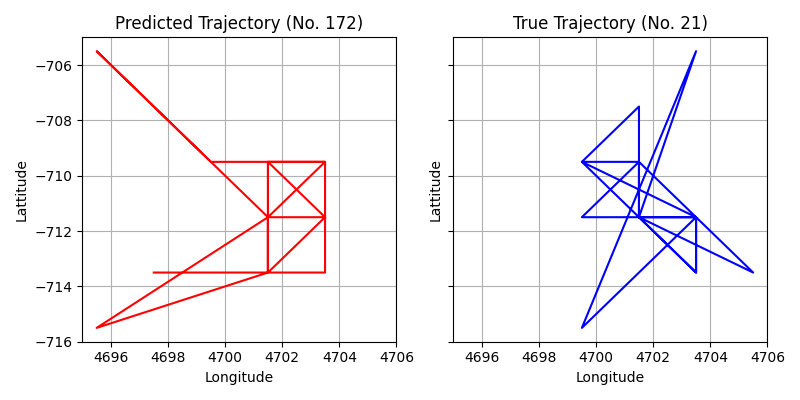 Predicted Trajectory (No. 172)
True Trajectory (No. 21)
Lattitude
−706
−708
−710
−712
−714
−716
4696 4698 4700 4702 4704 4706
Longitude
Lattitude
4696 4698 4700 4702 4704 4706
Longitude